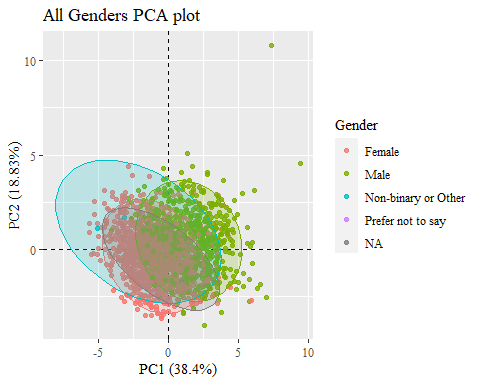 All Genders PCA plot
10
5
0
-5
0
5
10
PC1 (38.4%)
PC2 (18.83%)
Gender
Female
Male
Non-binary or Other
Prefer not to say
NA